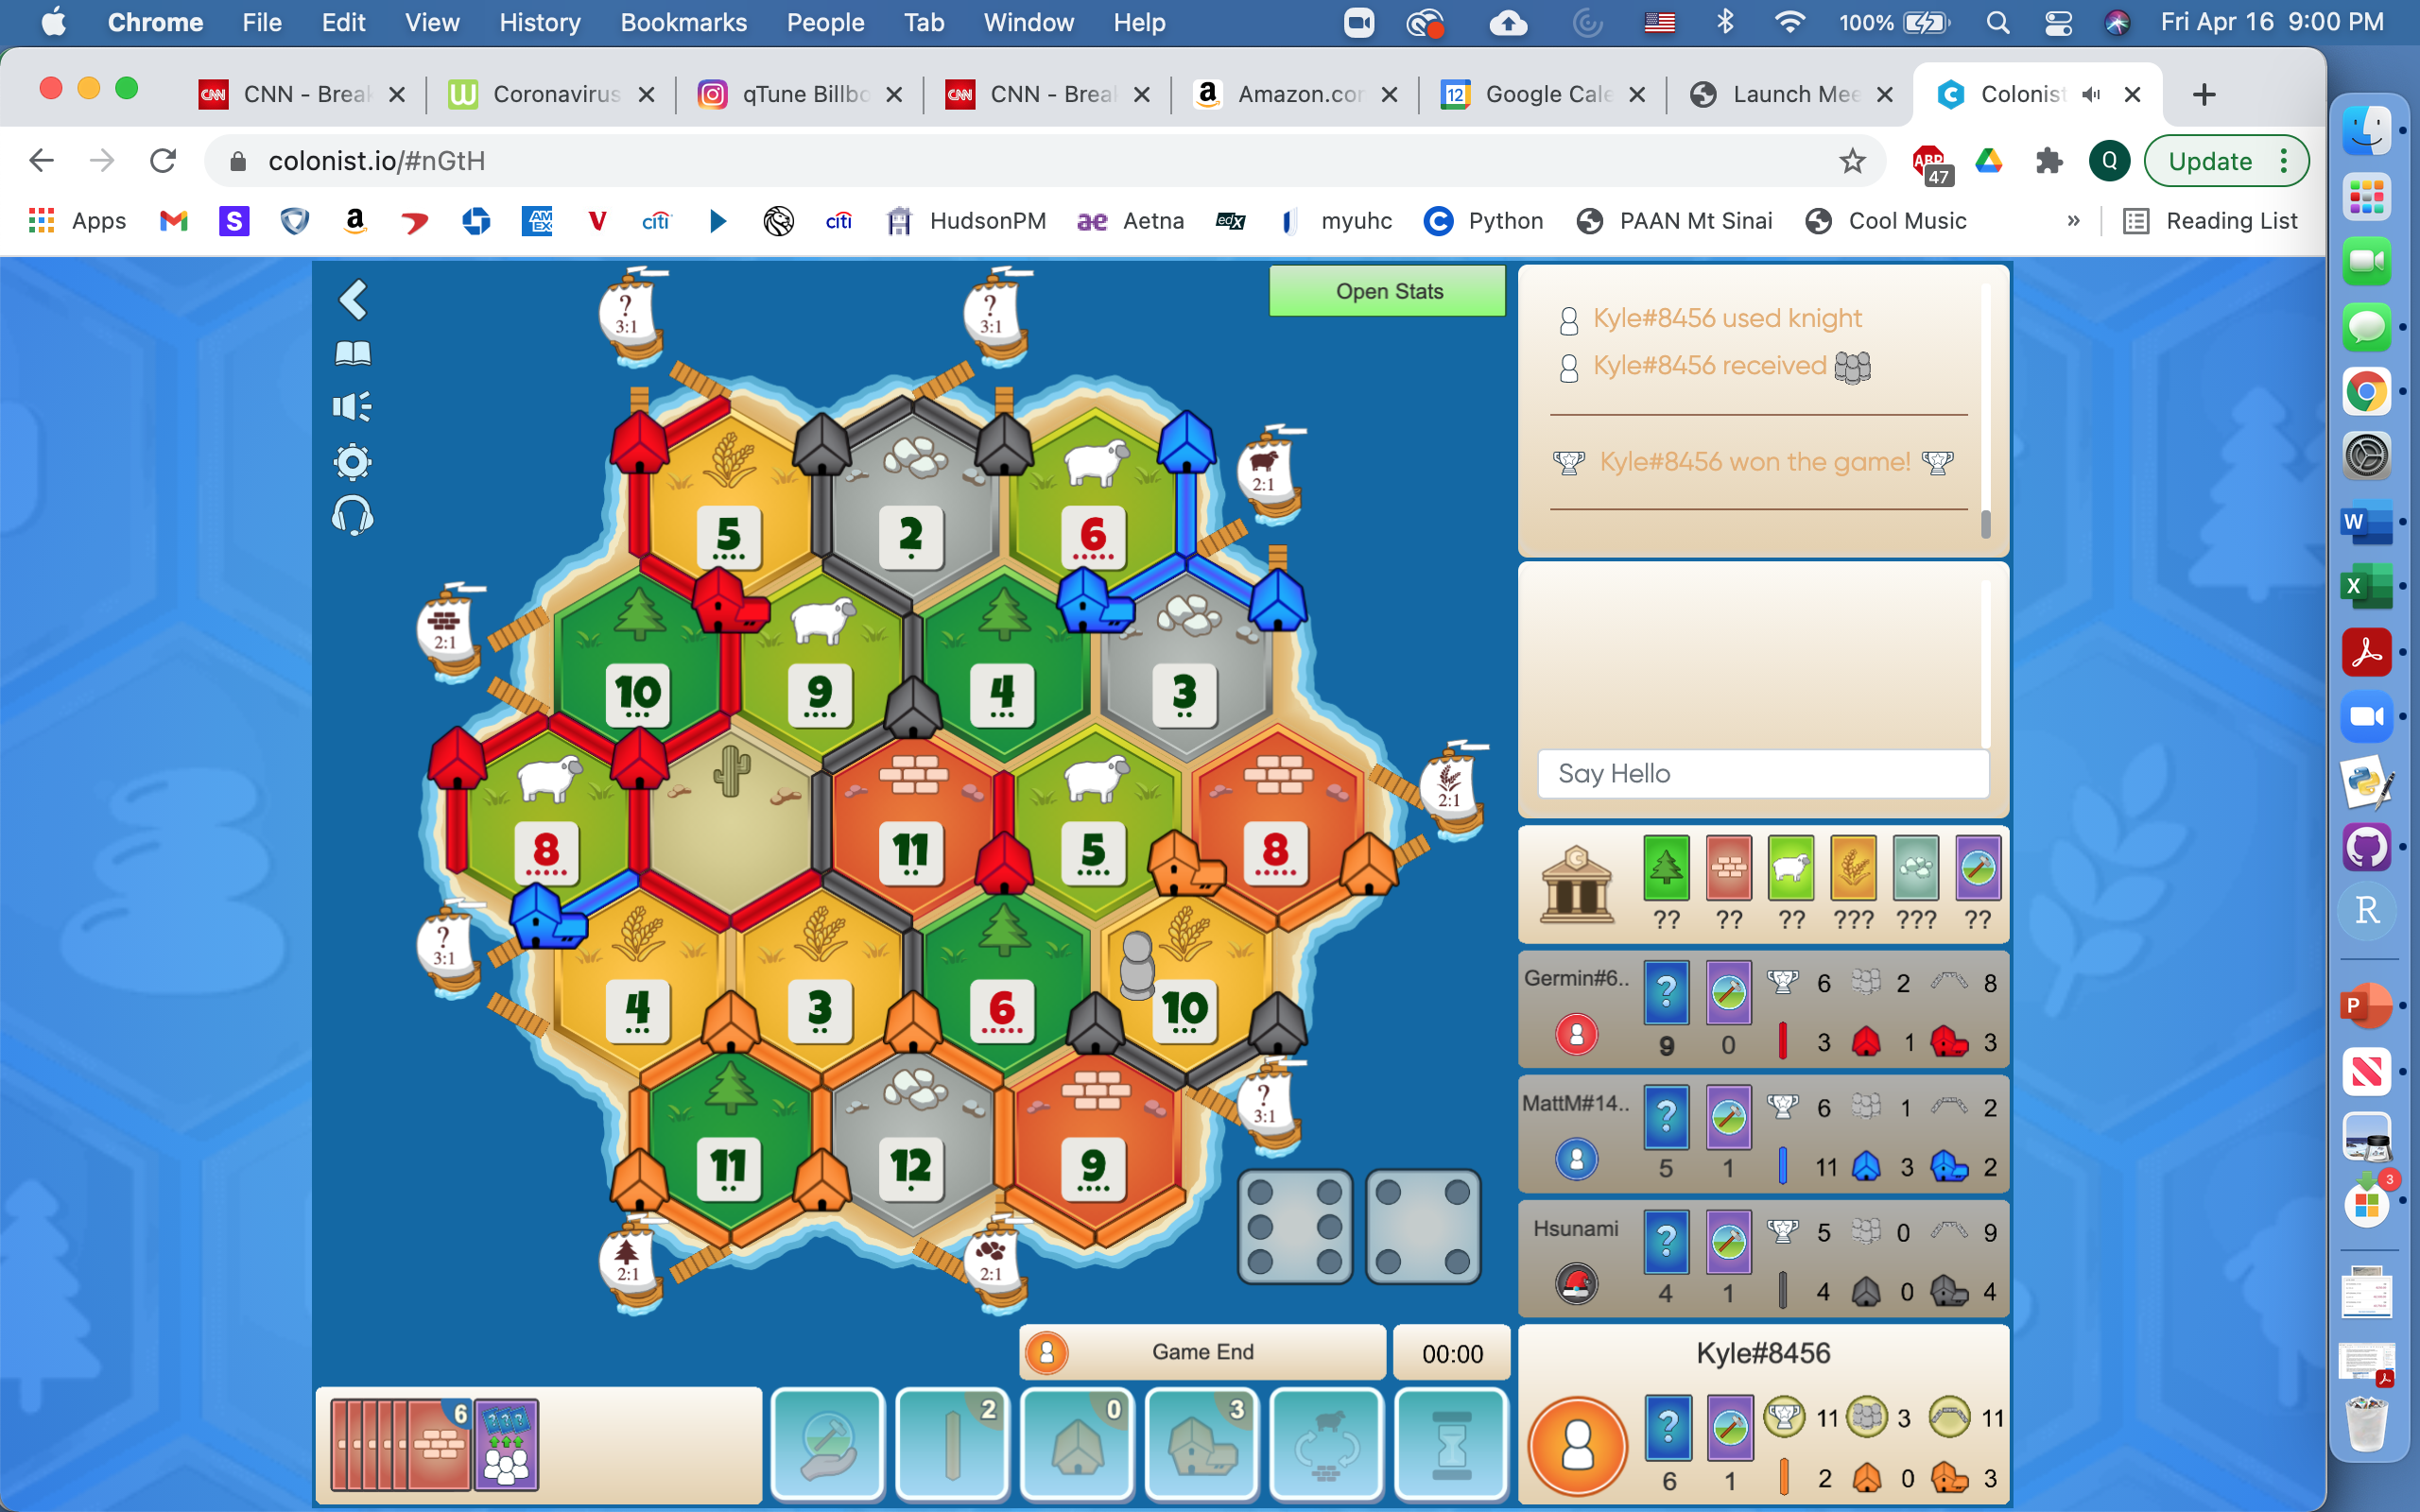 Chrome File Edit View History Bookmarks People Tab Window Help 100% Fri Apr 16 9:00 PM
CNN - Breal Coronavirus qTune Billbo CNN - Breal Amazon.cor 12 Google Cale Launch Mee Colonist
colonist.io/#nGtH ABP 47 Q Update
Apps HudsonPM Aetna edX myuhc Python PAAN Mt Sinai Cool Music » Reading List
? 3:1
? 3:1
Open Stats
Kyle#8456 used knight
Kyle#8456 received
Kyle#8456 won the game!
2:1
5 2 6
2:1
10 9 4 3
2:1
8 11 5 8
? 3:1
4 3 6 10
? 3:1
11 12 9
2:1 2:1
Say Hello
?? ?? ?? ??? ??? ??
Germin#6.. ? 6 2 8
9 0 3 1 3
MattM#14.. ? 6 1 2
5 1 11 3 2
Hsunami ? 5 0 9
4 1 4 0 4
Game End 00:00
Kyle#8456
? 11 3 11
6 1 2 0 3
6 2 0 3